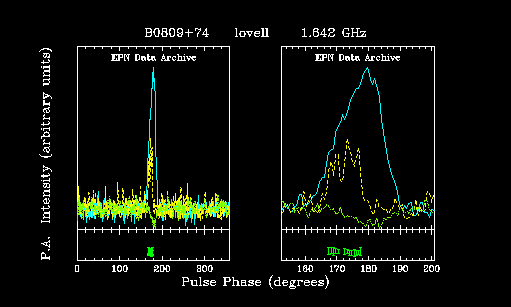 B0809+74 lovell 1.642 GHz
EPN Data Archive EPN Data Archive
P.A. Intensity (arbitrary units)
0 100 200 300 160 170 180 190 200
Pulse Phase (degrees)